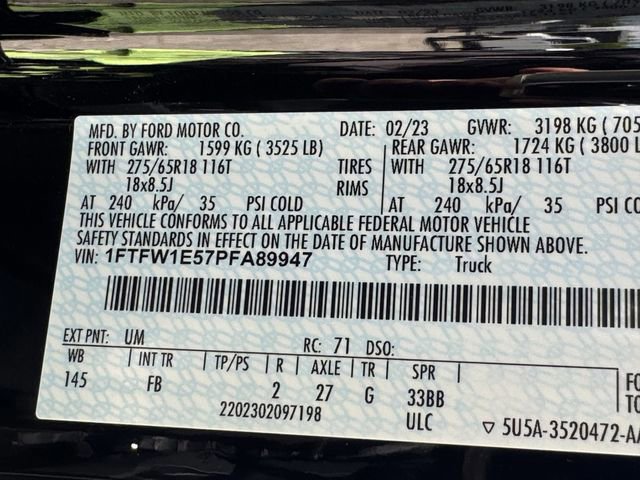 MFD. BY FORD MOTOR CO. DATE: 02/23 GVWR: 3198 KG ( 705
FRONT GAWR: 1599 KG ( 3525 LB) REAR GAWR: 1724 KG ( 3800 L
WITH 275/65R18 116T TIRES WITH 275/65R18 116T
18x8.5J RIMS 18x8.5J
AT 240 kPa/ 35 PSI COLD AT 240 kPa/ 35 PSI CO
THIS VEHICLE CONFORMS TO ALL APPLICABLE FEDERAL MOTOR VEHICLE
SAFETY STANDARDS IN EFFECT ON THE DATE OF MANUFACTURE SHOWN ABOVE.
VIN: 1FTFW1E57PFA89947 TYPE: Truck
EXT PNT: UM RC: 71 DSO:
WB INT TR TP/PS R AXLE TR SPR
145 FB 2 27 G 33BB
2202302097198 ULC
▽ 5U5A-3520472-AA
FO
TO